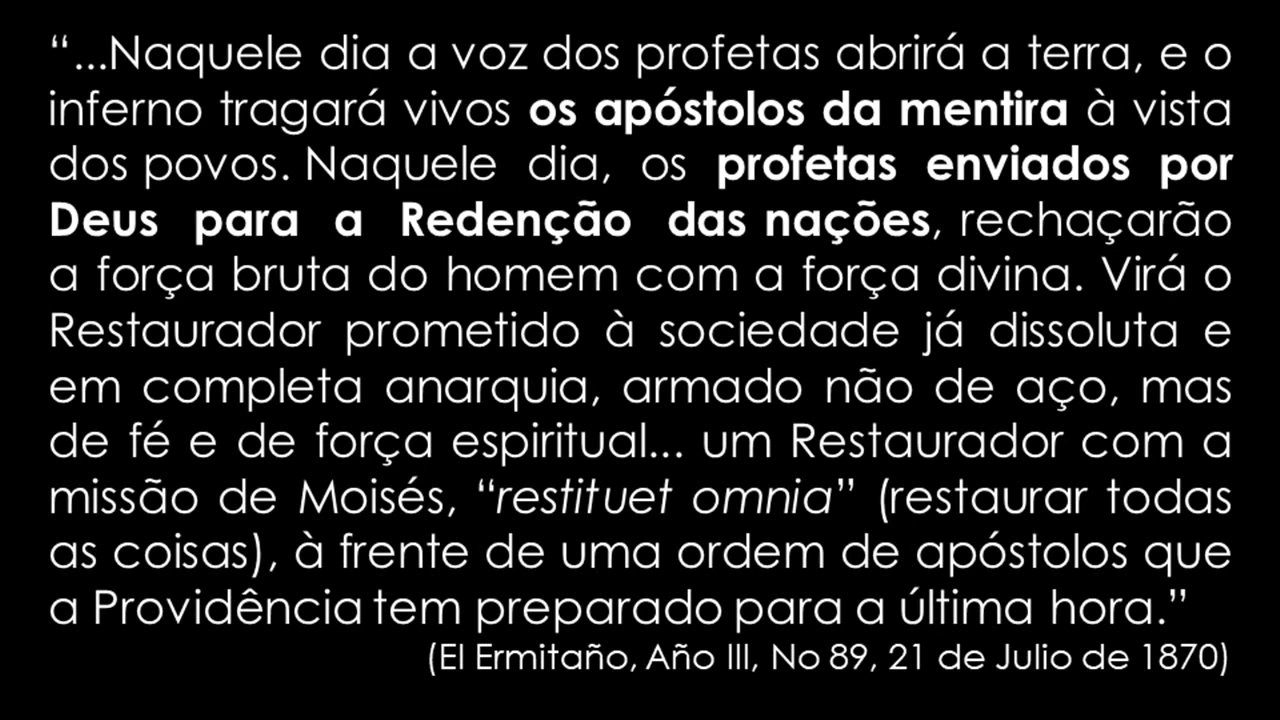 “...Naquele dia a voz dos profetas abrirá a terra, e o
inferno tragará vivos os apóstolos da mentira à vista
dos povos. Naquele dia, os profetas enviados por
Deus para a Redenção das nações, rechaçarão
a força bruta do homem com a força divina. Virá o
Restaurador prometido à sociedade já dissoluta e
em completa anarquia, armado não de aço, mas
de fé e de força espiritual... um Restaurador com a
missão de Moisés, “restituet omnia” (restaurar todas
as coisas), à frente de uma ordem de apóstolos que
a Providência tem preparado para a última hora.”
(El Ermitaño, Año III, No 89, 21 de Julio de 1870)